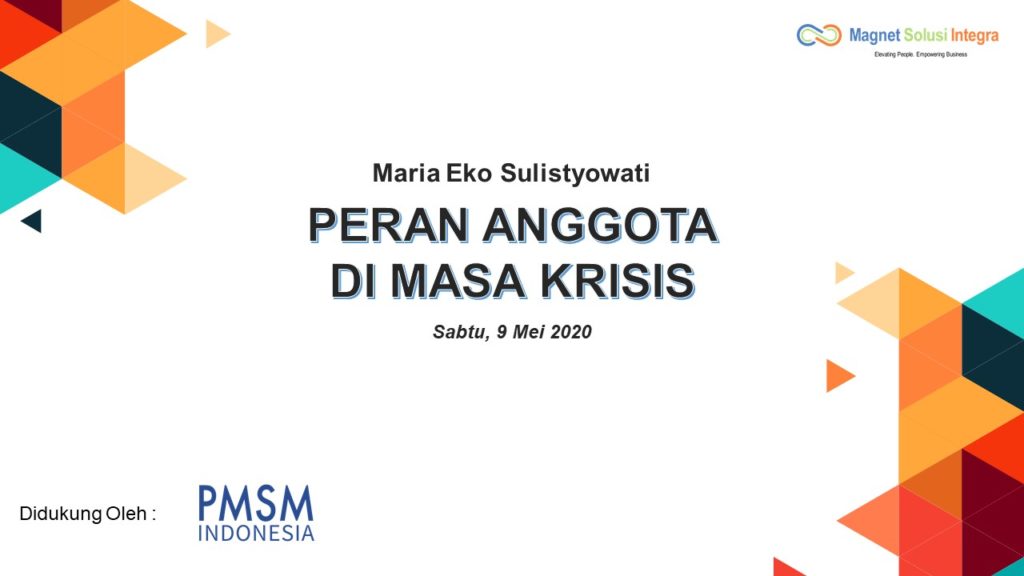 Magnet Solusi Integra
Elevating People. Empowering Business
Maria Eko Sulistyowati
PERAN ANGGOTA
DI MASA KRISIS
Sabtu, 9 Mei 2020
Didukung Oleh :
PMSM
INDONESIA